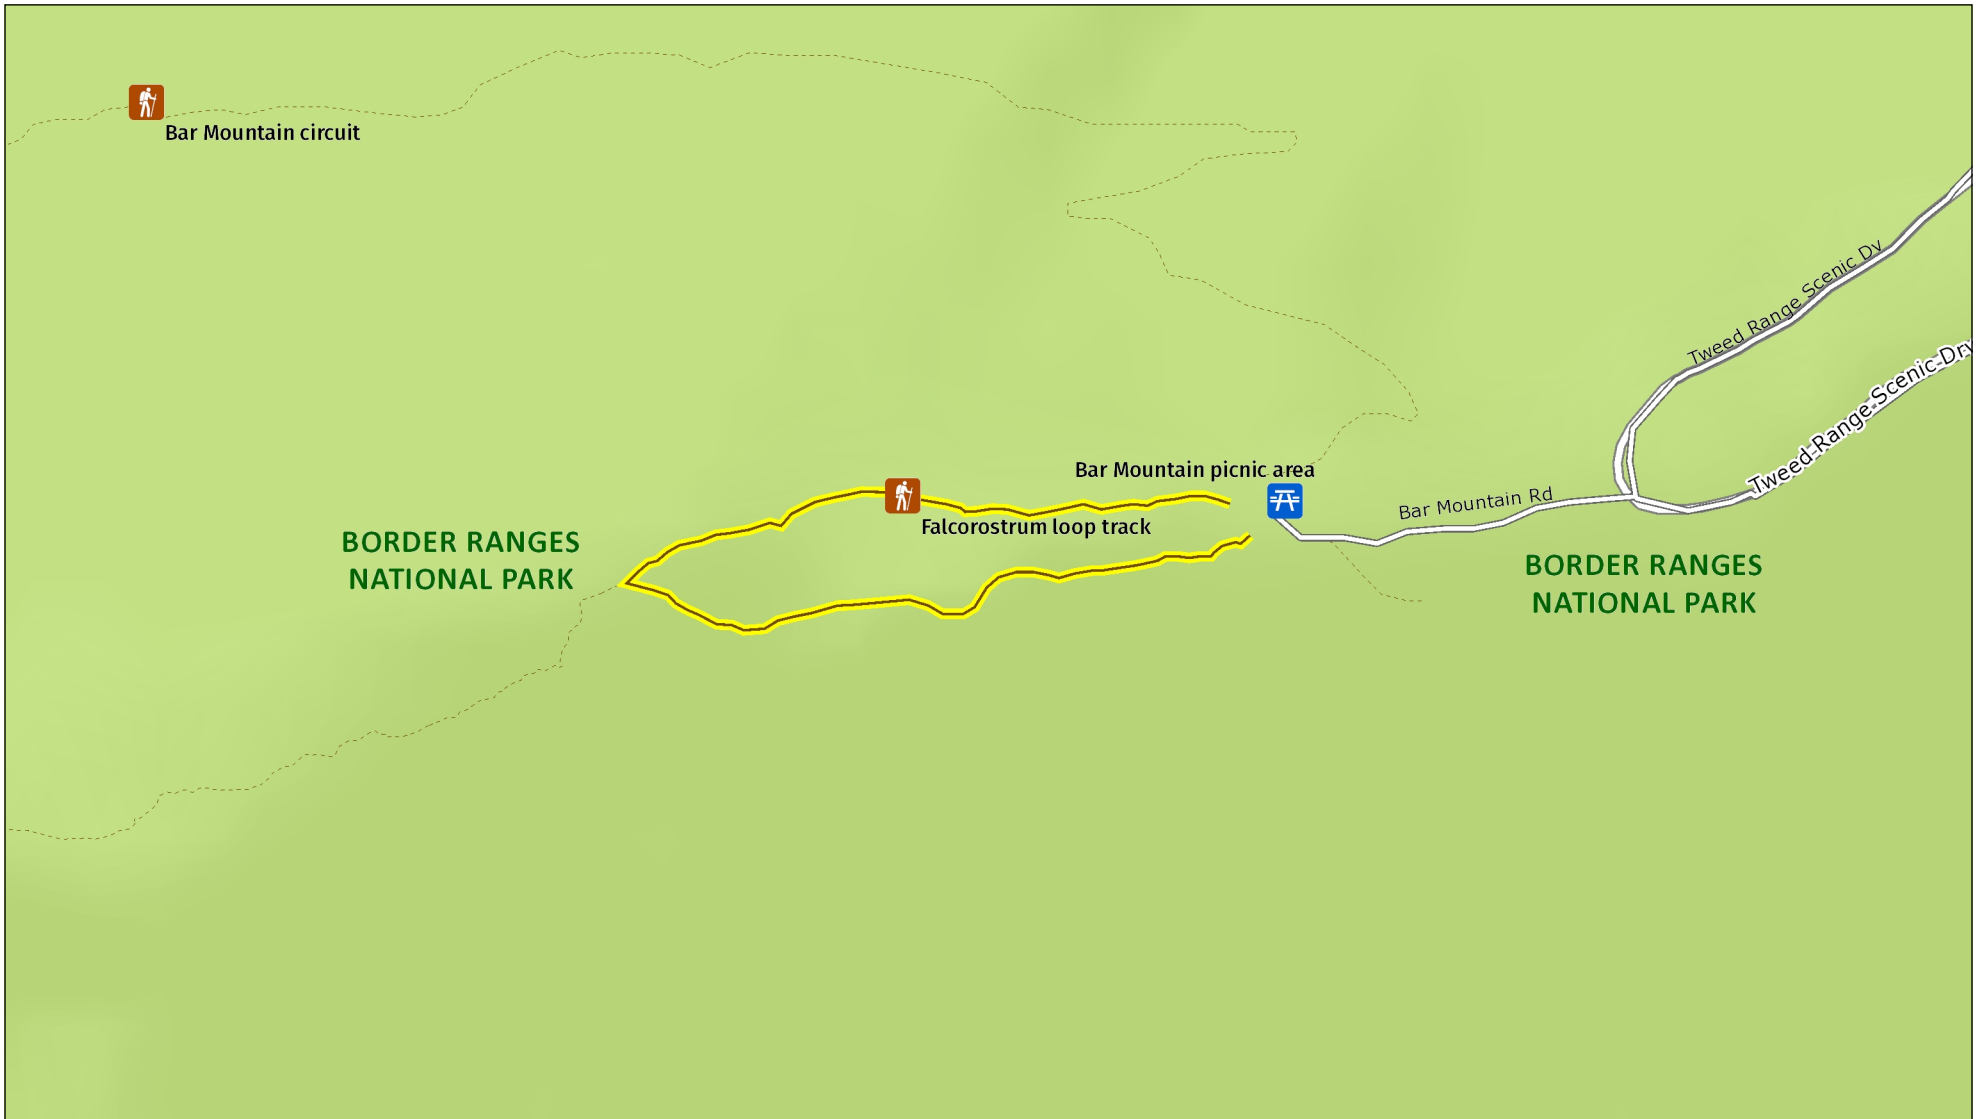 Bar Mountain circuit
Tweed Range Scenic Dv
Tweed-Range-Scenic-Drv
Bar Mountain picnic area
Bar Mountain Rd
Falcorostrum loop track
BORDER RANGES
NATIONAL PARK
BORDER RANGES
NATIONAL PARK